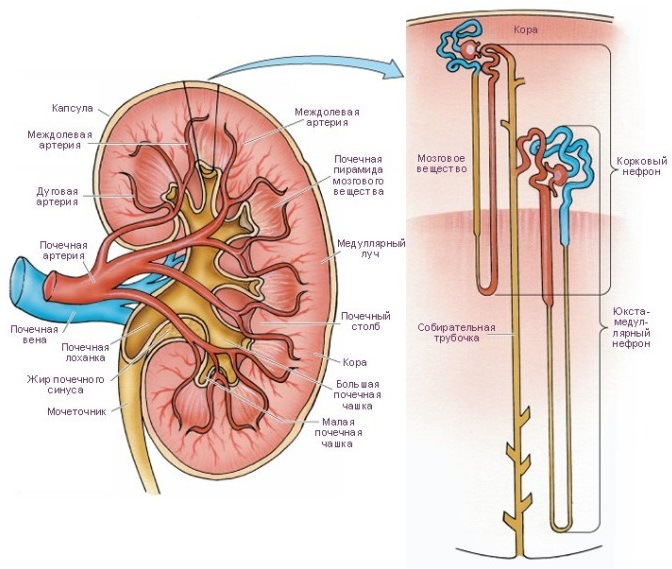 Капсула
Междолевая
артерия
Дуговая
артерия
Почечная
артерия
Почечная
вена
Почечная
лоханка
Жир почечного
синуса
Мочеточник
Междолевая
артерия
Почечная
пирамида
мозгового
вещества
Медуллярный
луч
Почечный
столб
Кора
Большая
почечная
чашка
Малая
почечная
чашка
Кора
Мозговое
вещество
Собирательная
трубочка
Корковый
нефрон
Юкста-
медул-
лярный
нефрон